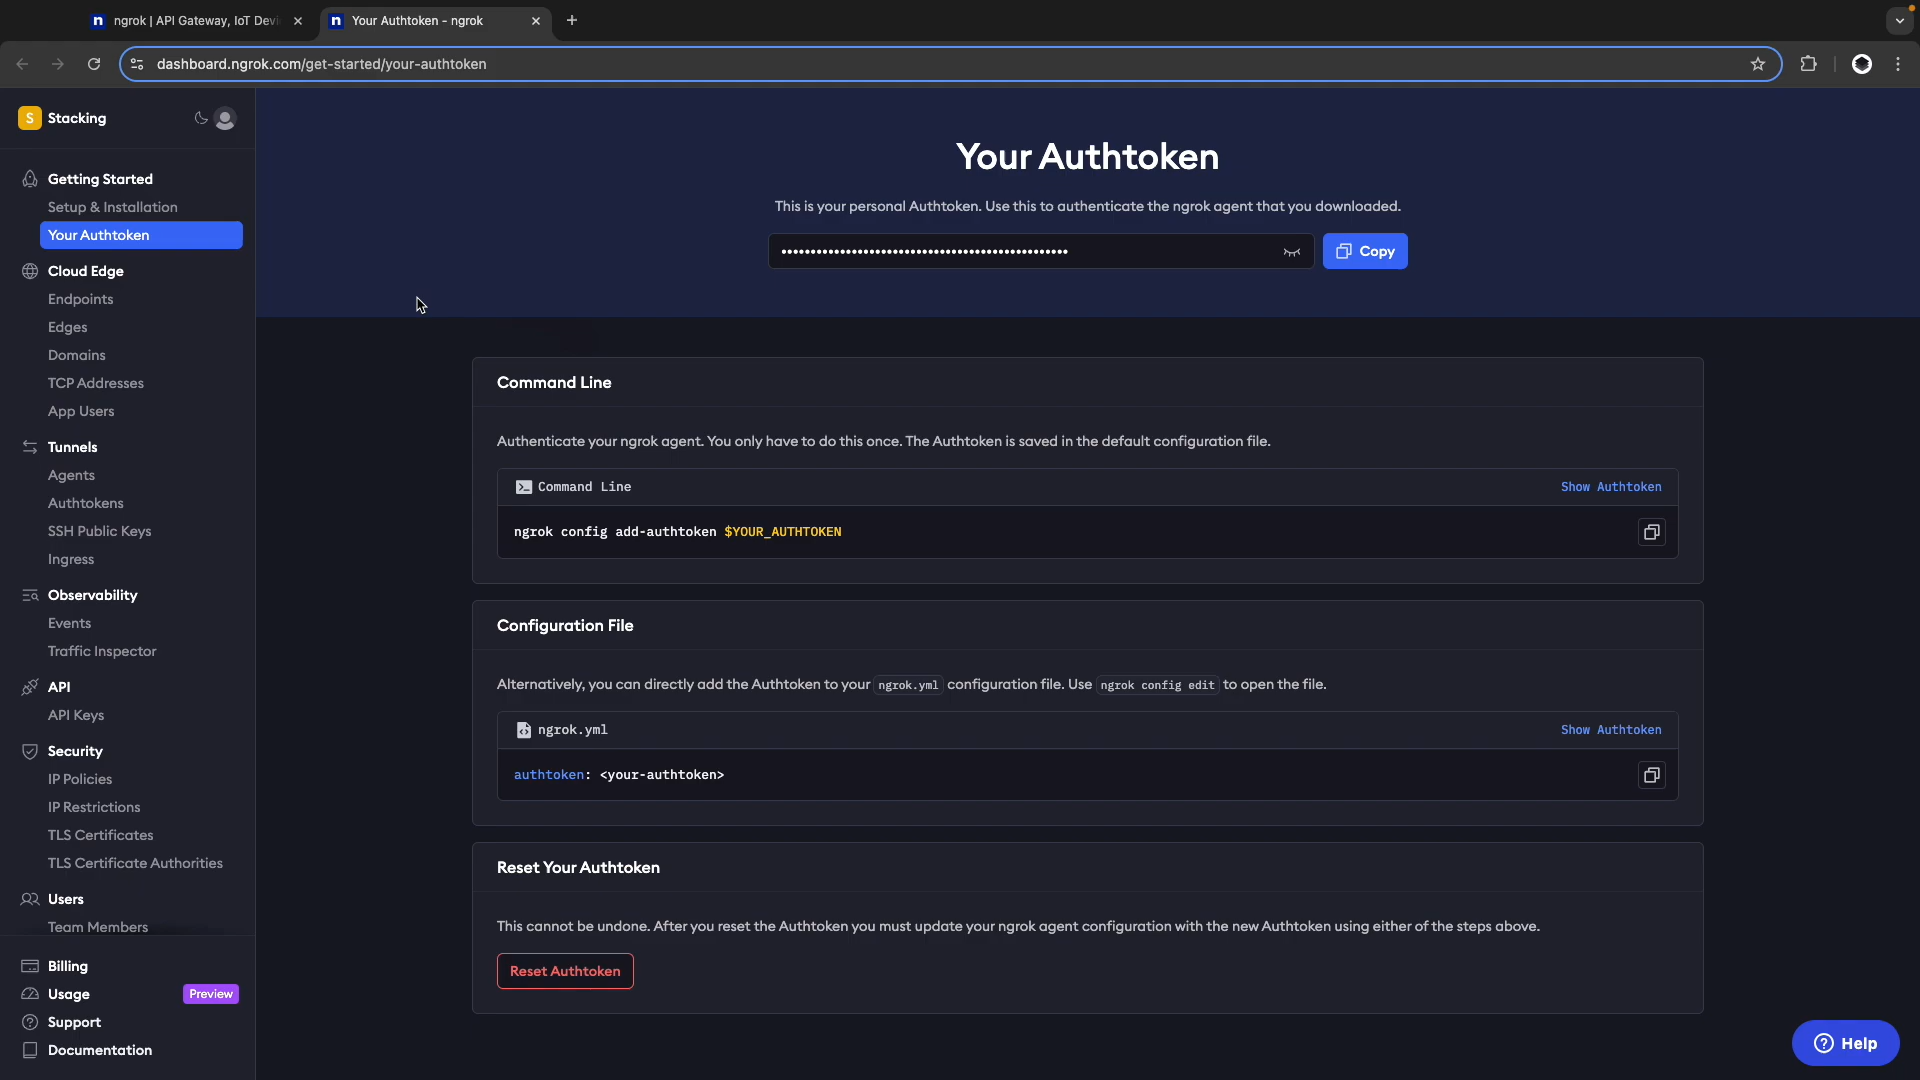 ngrok | API Gateway, IoT Devi
Your Authtoken - ngrok
dashboard.ngrok.com/get-started/your-authtoken
S Stacking
Getting Started
Setup & Installation
Your Authtoken
Cloud Edge
Endpoints
Edges
Domains
TCP Addresses
App Users
Tunnels
Agents
Authtokens
SSH Public Keys
Ingress
Observability
Events
Traffic Inspector
API
API Keys
Security
IP Policies
IP Restrictions
TLS Certificates
TLS Certificate Authorities
Users
Team Members
Billing
Usage Preview
Support
Documentation
Your Authtoken
This is your personal Authtoken. Use this to authenticate the ngrok agent that you downloaded.
Copy
Command Line
Authenticate your ngrok agent. You only have to do this once. The Authtoken is saved in the default configuration file.
Command Line Show Authtoken
ngrok config add-authtoken $YOUR_AUTHTOKEN
Configuration File
Alternatively, you can directly add the Authtoken to your ngrok.yml configuration file. Use ngrok config edit to open the file.
ngrok.yml Show Authtoken
authtoken: <your-authtoken>
Reset Your Authtoken
This cannot be undone. After you reset the Authtoken you must update your ngrok agent configuration with the new Authtoken using either of the steps above.
Reset Authtoken
Help